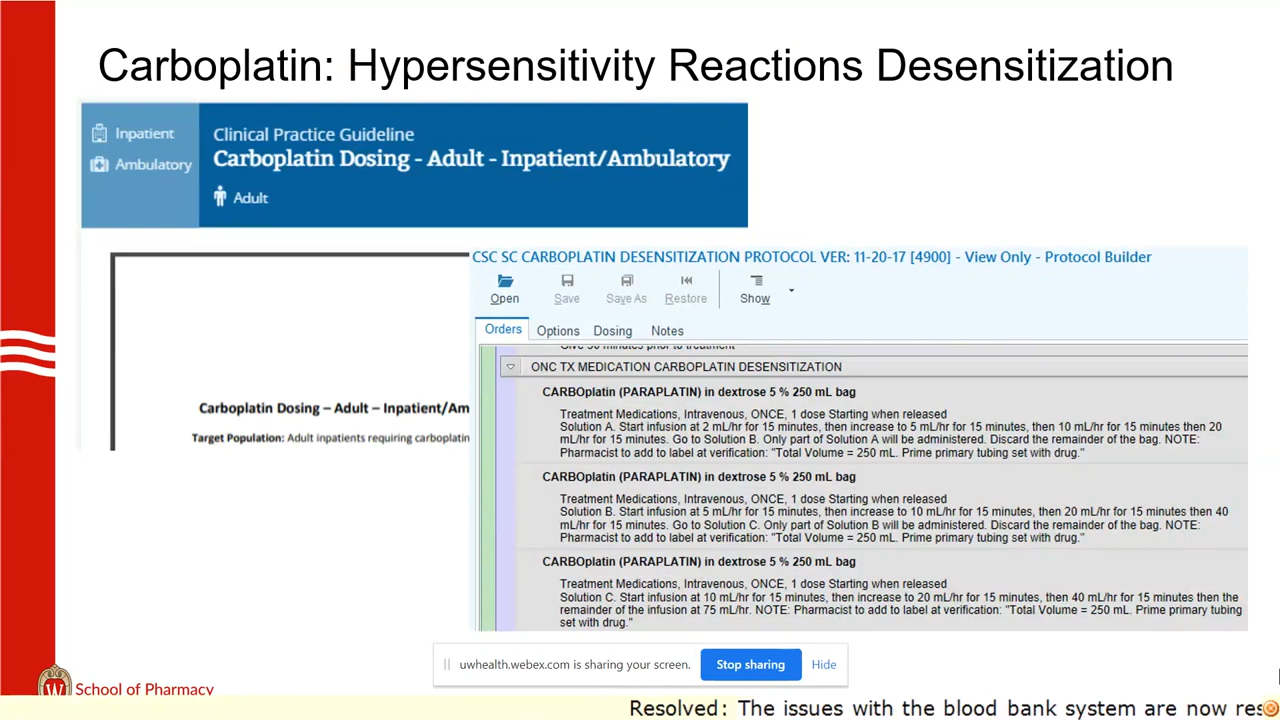 Carboplatin: Hypersensitivity Reactions Desensitization
Inpatient
Ambulatory
Clinical Practice Guideline
Carboplatin Dosing - Adult - Inpatient/Ambulatory
Adult
Carboplatin Dosing – Adult – Inpatient/Am
Target Population: Adult inpatients requiring carboplatin
CSC SC CARBOPLATIN DESENSITIZATION PROTOCOL VER: 11-20-17 [4900] - View Only - Protocol Builder
Open Save Save As Restore Show
Orders Options Dosing Notes
Give 30 minutes prior to treatment
ONC TX MEDICATION CARBOPLATIN DESENSITIZATION
CARBOplatin (PARAPLATIN) in dextrose 5 % 250 mL bag
Treatment Medications, Intravenous, ONCE, 1 dose Starting when released
Solution A. Start infusion at 2 mL/hr for 15 minutes, then increase to 5 mL/hr for 15 minutes, then 10 mL/hr for 15 minutes then 20
mL/hr for 15 minutes. Go to Solution B. Only part of Solution A will be administered. Discard the remainder of the bag. NOTE:
Pharmacist to add to label at verification: "Total Volume = 250 mL. Prime primary tubing set with drug."
CARBOplatin (PARAPLATIN) in dextrose 5 % 250 mL bag
Treatment Medications, Intravenous, ONCE, 1 dose Starting when released
Solution B. Start infusion at 5 mL/hr for 15 minutes, then increase to 10 mL/hr for 15 minutes, then 20 mL/hr for 15 minutes then 40
mL/hr for 15 minutes. Go to Solution C. Only part of Solution B will be administered. Discard the remainder of the bag. NOTE:
Pharmacist to add to label at verification: "Total Volume = 250 mL. Prime primary tubing set with drug."
CARBOplatin (PARAPLATIN) in dextrose 5 % 250 mL bag
Treatment Medications, Intravenous, ONCE, 1 dose Starting when released
Solution C. Start infusion at 10 mL/hr for 15 minutes, then increase to 20 mL/hr for 15 minutes, then 40 mL/hr for 15 minutes then the
remainder of the infusion at 75 mL/hr. NOTE: Pharmacist to add to label at verification: "Total Volume = 250 mL. Prime primary tubing
set with drug."
uwhealth.webex.com is sharing your screen. Stop sharing Hide
W School of Pharmacy
Resolved: The issues with the blood bank system are now res